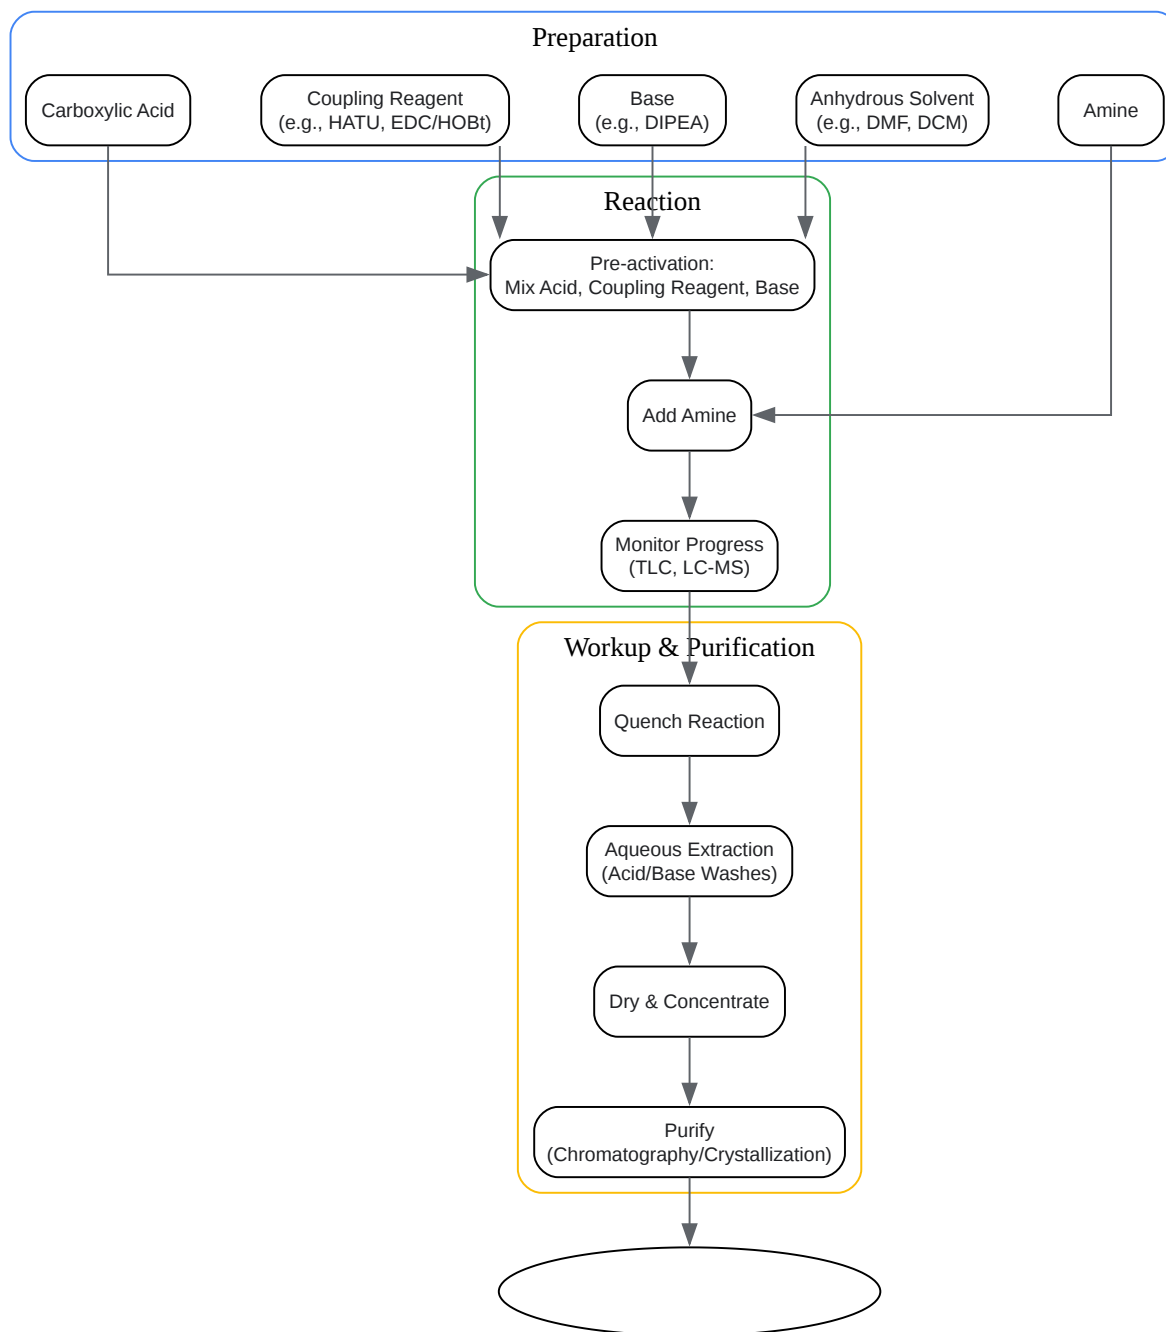 Preparation
Carboxylic Acid
Coupling Reagent
(e.g., HATU, EDC/HOBt)
Base
(e.g., DIPEA)
Anhydrous Solvent
(e.g., DMF, DCM)
Amine
Reaction
Pre-activation:
Mix Acid, Coupling Reagent, Base
Add Amine
Monitor Progress
(TLC, LC-MS)
Workup & Purification
Quench Reaction
Aqueous Extraction
(Acid/Base Washes)
Dry & Concentrate
Purify
(Chromatography/Crystallization)